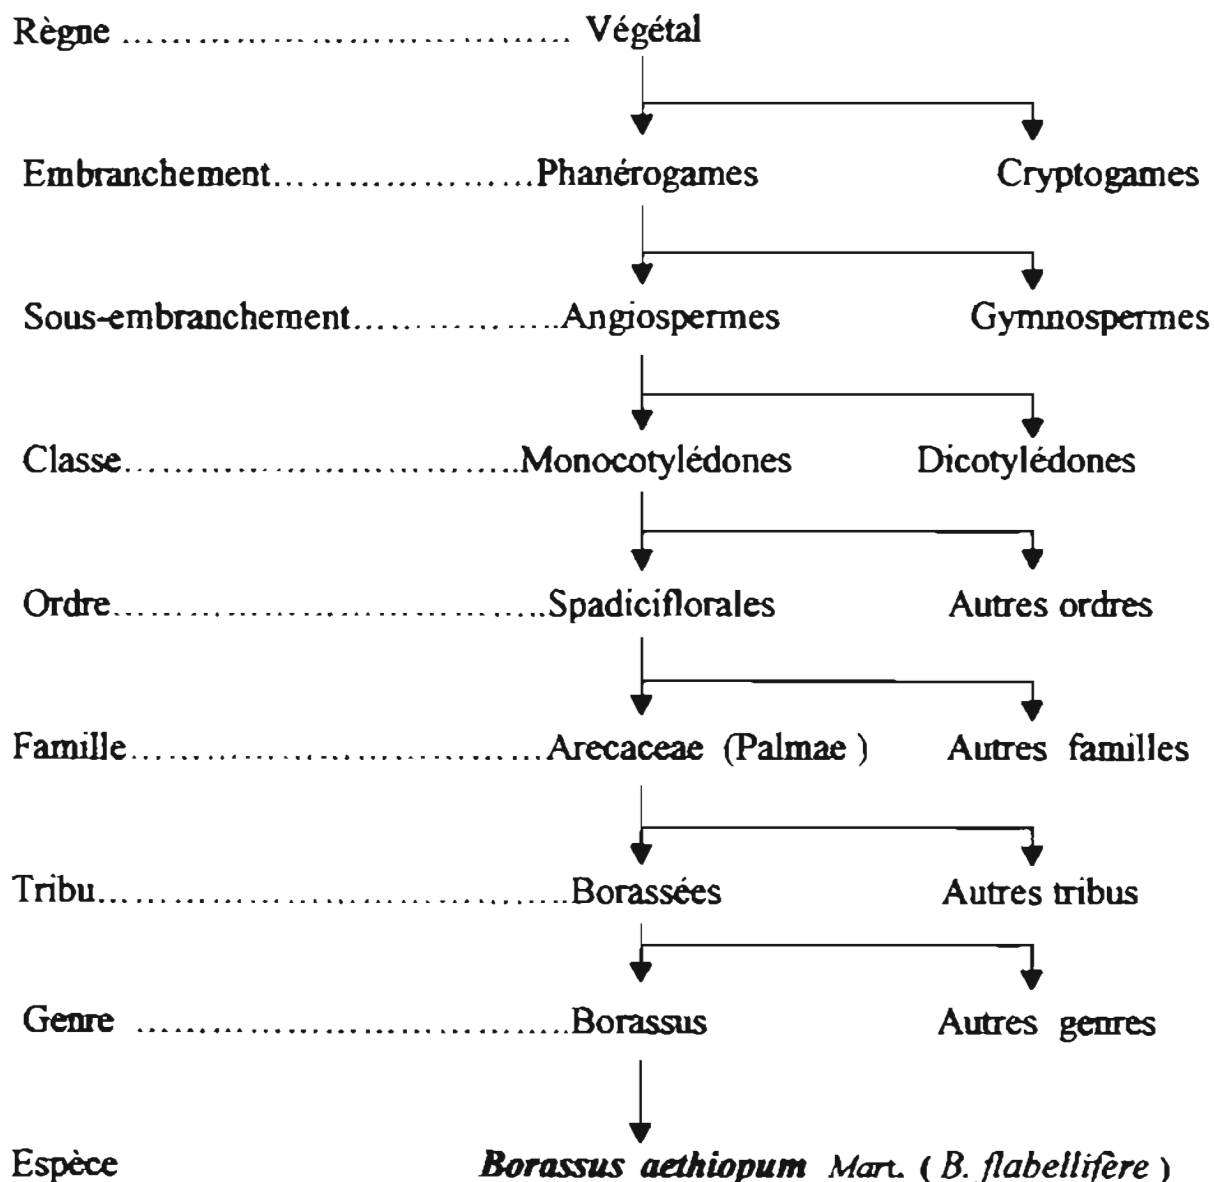 Règne ........................................ Végétal
Embranchement........................Phanérogames Cryptogames
Sous-embranchement..................Angiospermes Gymnospermes
Classe...................................Monocotylédones Dicotylédones
Ordre.......................................Spadiciflorales Autres ordres
Famille.....................................Arecaceae (Palmae ) Autres familles
Tribu..........................................Borassées Autres tribus
Genre .......................................Borassus Autres genres
Espèce Borassus aethiopum Mart. ( B. flabellifère )